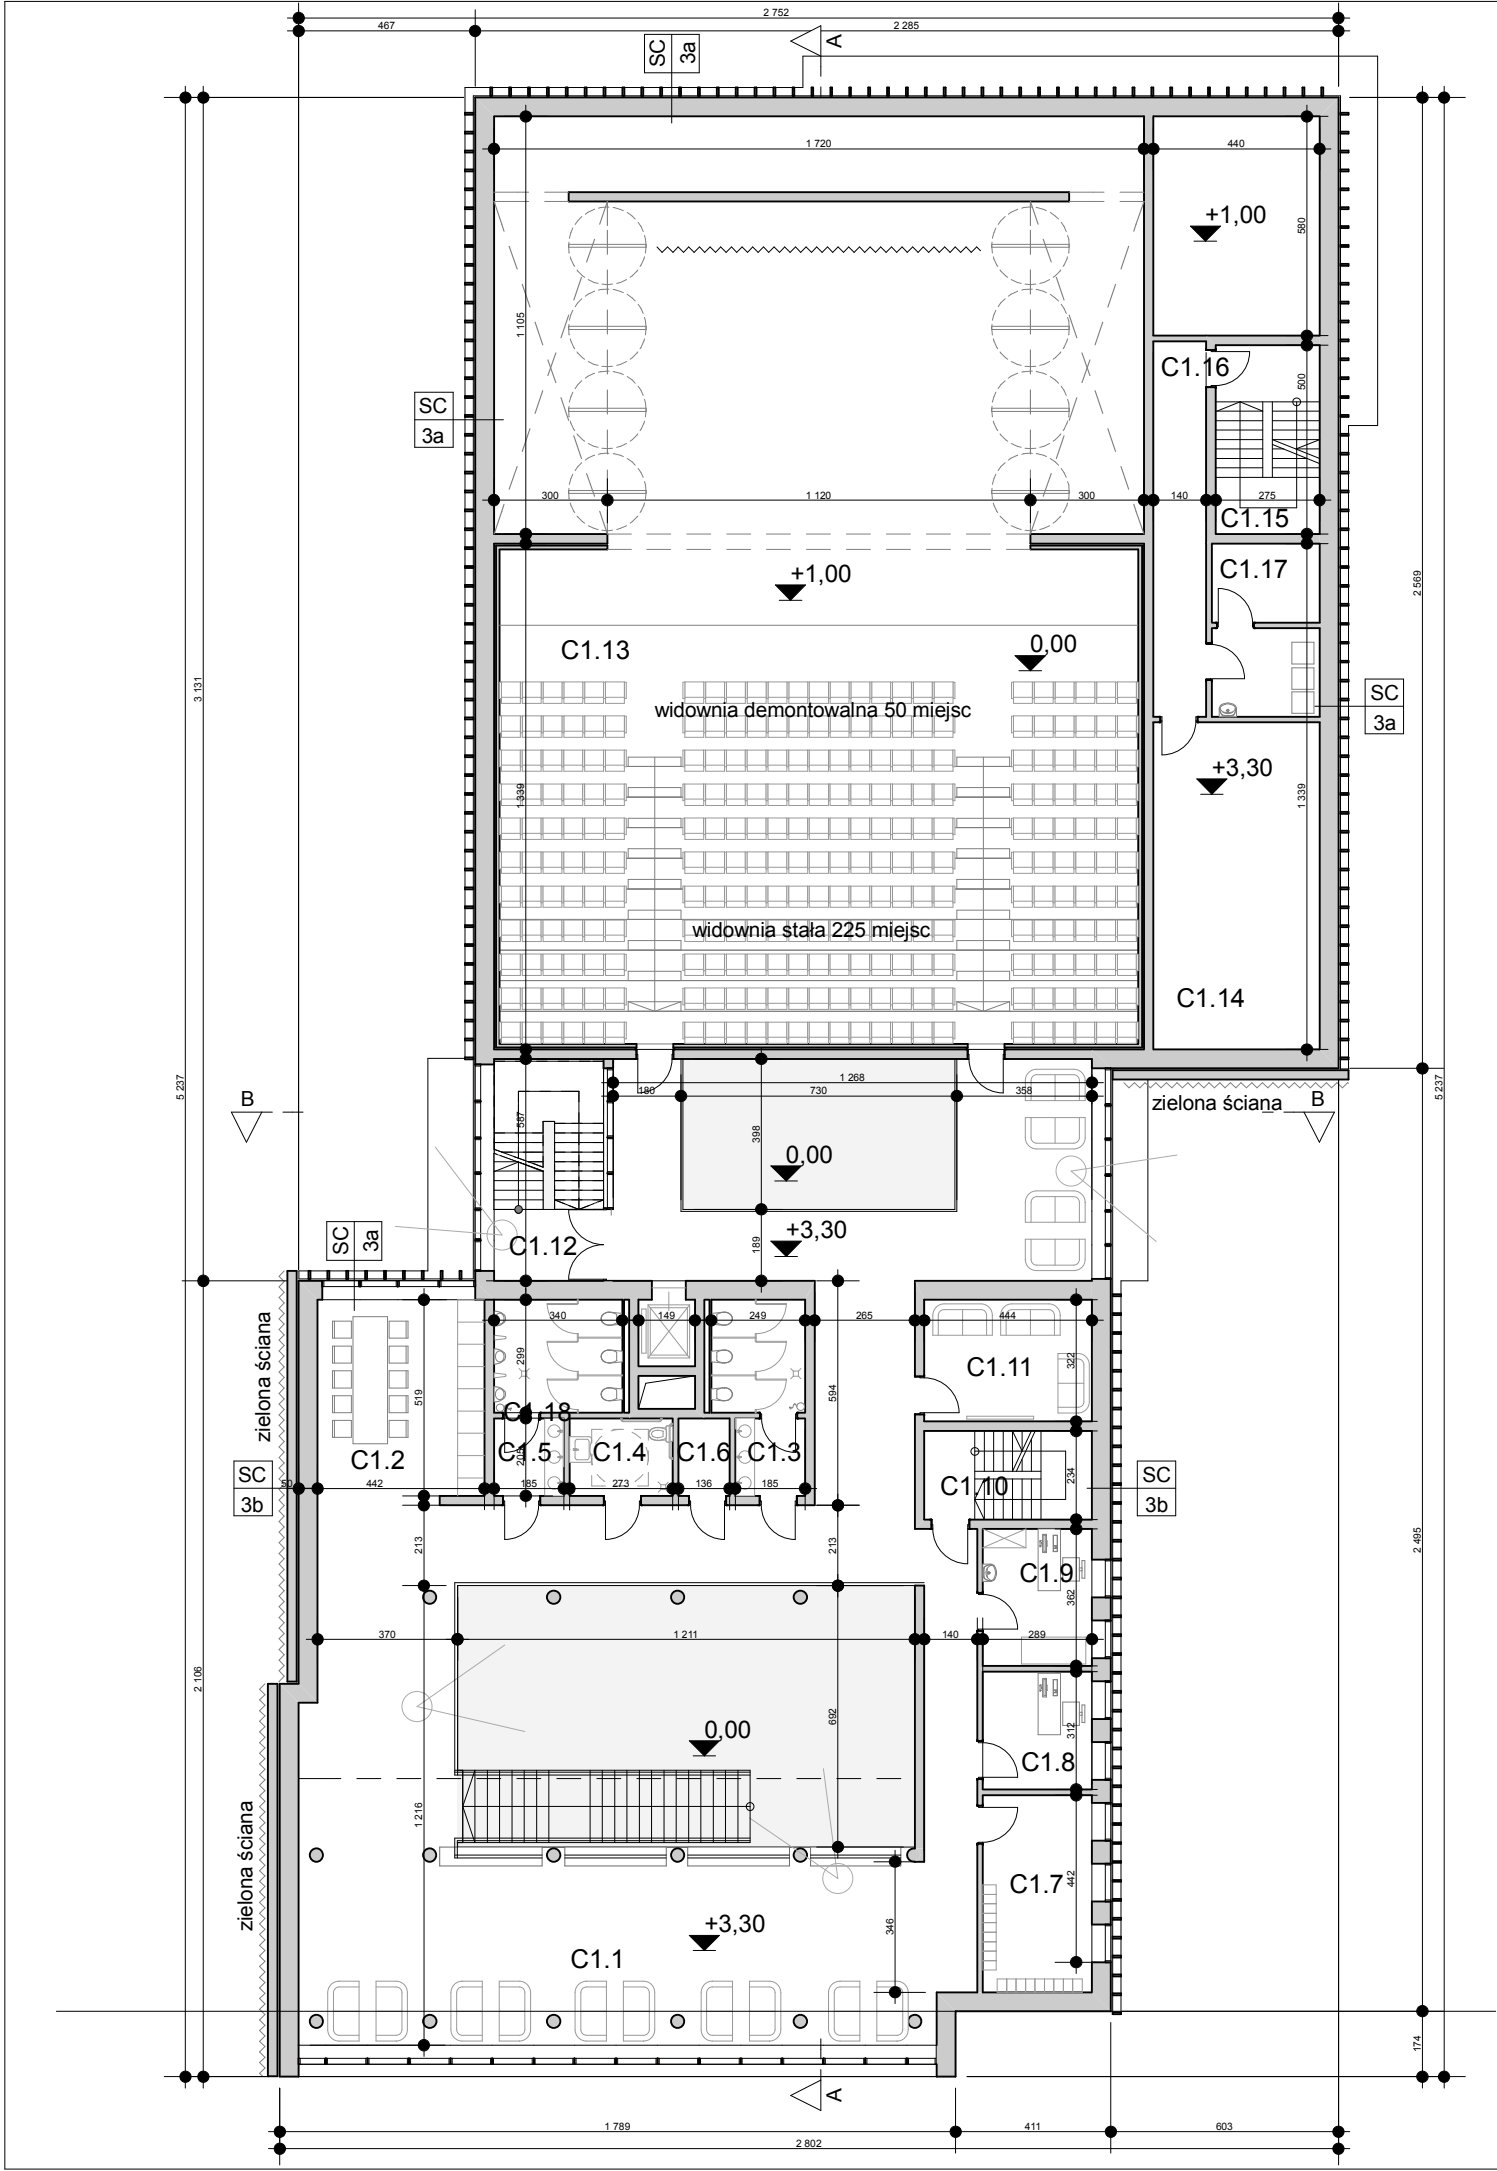 2 752
467
2 285
A
SC
3a
1 720
440
+1,00
580
1 105
C1.16
500
SC
3a
300
1 120
300
140
275
C1.15
+1,00
C1.17
2 569
C1.13
0,00
3 131
SC
3a
widownia demontowalna 50 miejsc
+3,30
1 339
1 339
widownia stała 225 miejsc
C1.14
5 237
5 237
1 268
180
730
358
B
zielona ściana
B
587
398
0,00
+3,30
189
C1.12
SC
3a
zielona ściana
340
149
249
265
444
299
322
C1.11
519
594
C1.18
C1.2
C1.5
C1.4
C1.6
C1.3
205
SC
3b
50
442
185
273
136
185
C1.10
234
SC
3b
213
213
2 495
C1.9
362
370
1 211
140
289
2 106
692
312
0,00
C1.8
1 216
zielona ściana
C1.7
442
346
+3,30
C1.1
174
A
1 789
411
603
2 802